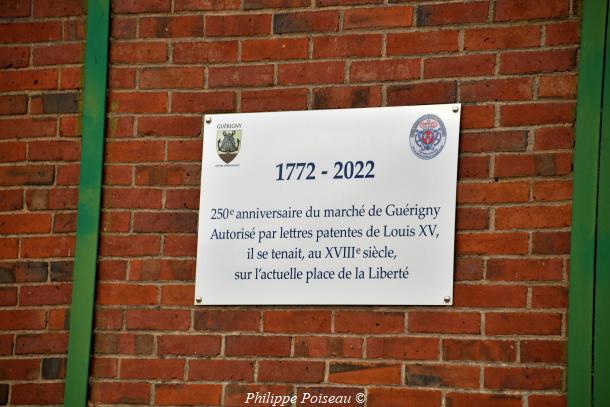 GUÉRIGNY
1772 - 2022
250e anniversaire du marché de Guérigny
Autorisé par lettres patentes de Louis XV,
il se tenait, au XVIIIe siècle,
sur l'actuelle place de la Liberté
Philippe Poiseau ©